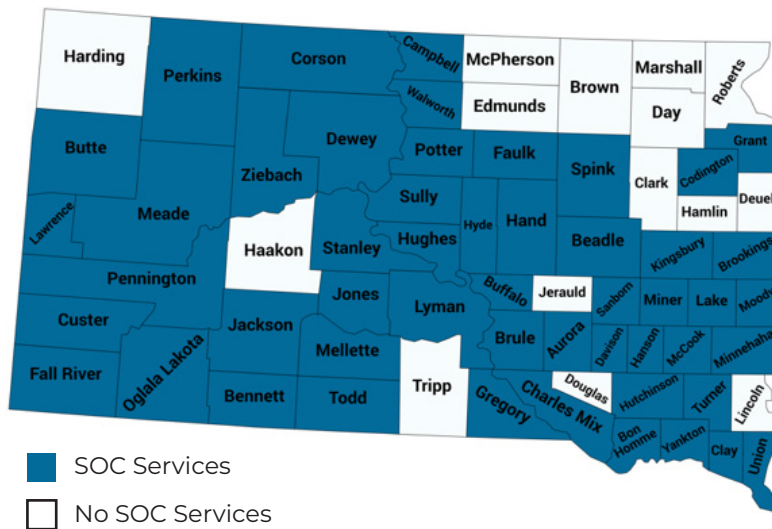 Harding
Perkins
Corson
Campbell
McPherson
Brown
Marshall
Roberts
Walworth
Edmunds
Day
Butte
Dewey
Potter
Faulk
Spink
Grant
Codington
Ziebach
Clark
Lawrence
Meade
Sully
Hyde
Hand
Hamlin
Deuel
Haakon
Stanley
Hughes
Beadle
Kingsbury
Brookings
Pennington
Jones
Lyman
Buffalo
Jerauld
Sanborn
Miner
Lake
Moody
Custer
Jackson
Brule
Aurora
Davison
Hanson
McCook
Minnehaha
Mellette
Fall River
Oglala Lakota
Bennett
Todd
Tripp
Gregory
Charles Mix
Douglas
Hutchinson
Turner
Lincoln
Bon
Homme
Yankton
Clay
Union
SOC Services
No SOC Services